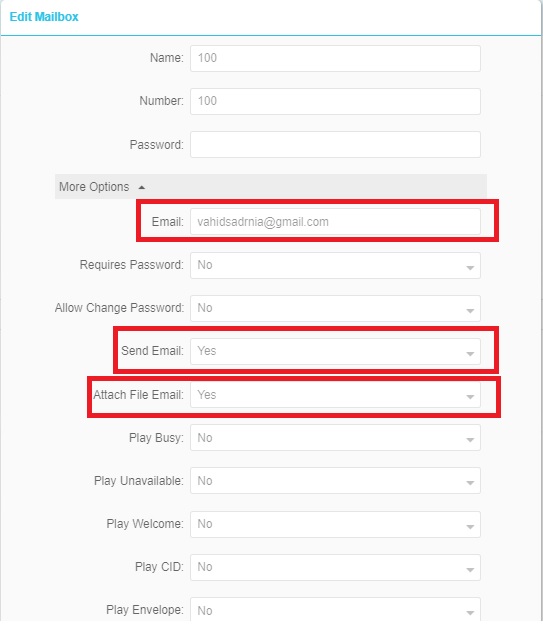 Edit Mailbox
Name: 100
Number: 100
Password:
More Options
Email: vahidsadrnia@gmail.com
Requires Password: No
Allow Change Password: No
Send Email: Yes
Attach File Email: Yes
Play Busy: No
Play Unavailable: No
Play Welcome: No
Play CID: No
Play Envelope: No